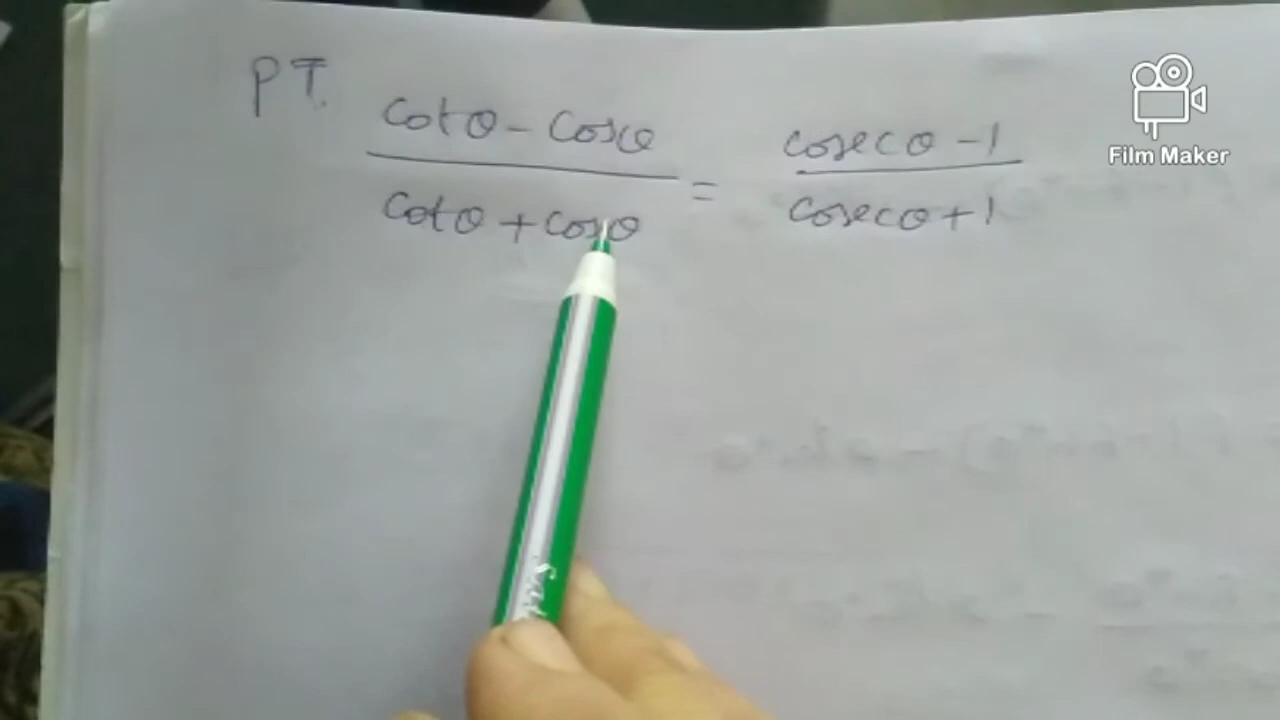 PT.
cotθ - cosθ / cotθ + cosθ = cosecθ - 1 / cosecθ + 1
Film Maker